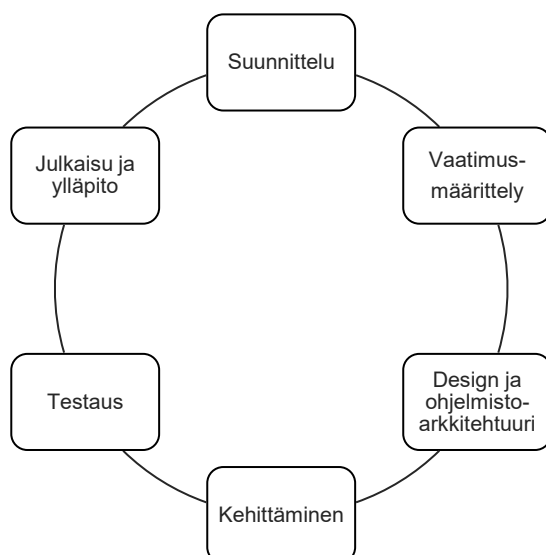 Suunnittelu
Vaatimus-
määrittely
Design ja
ohjelmisto-
arkkitehtuuri
Kehittäminen
Testaus
Julkaisu ja
ylläpito